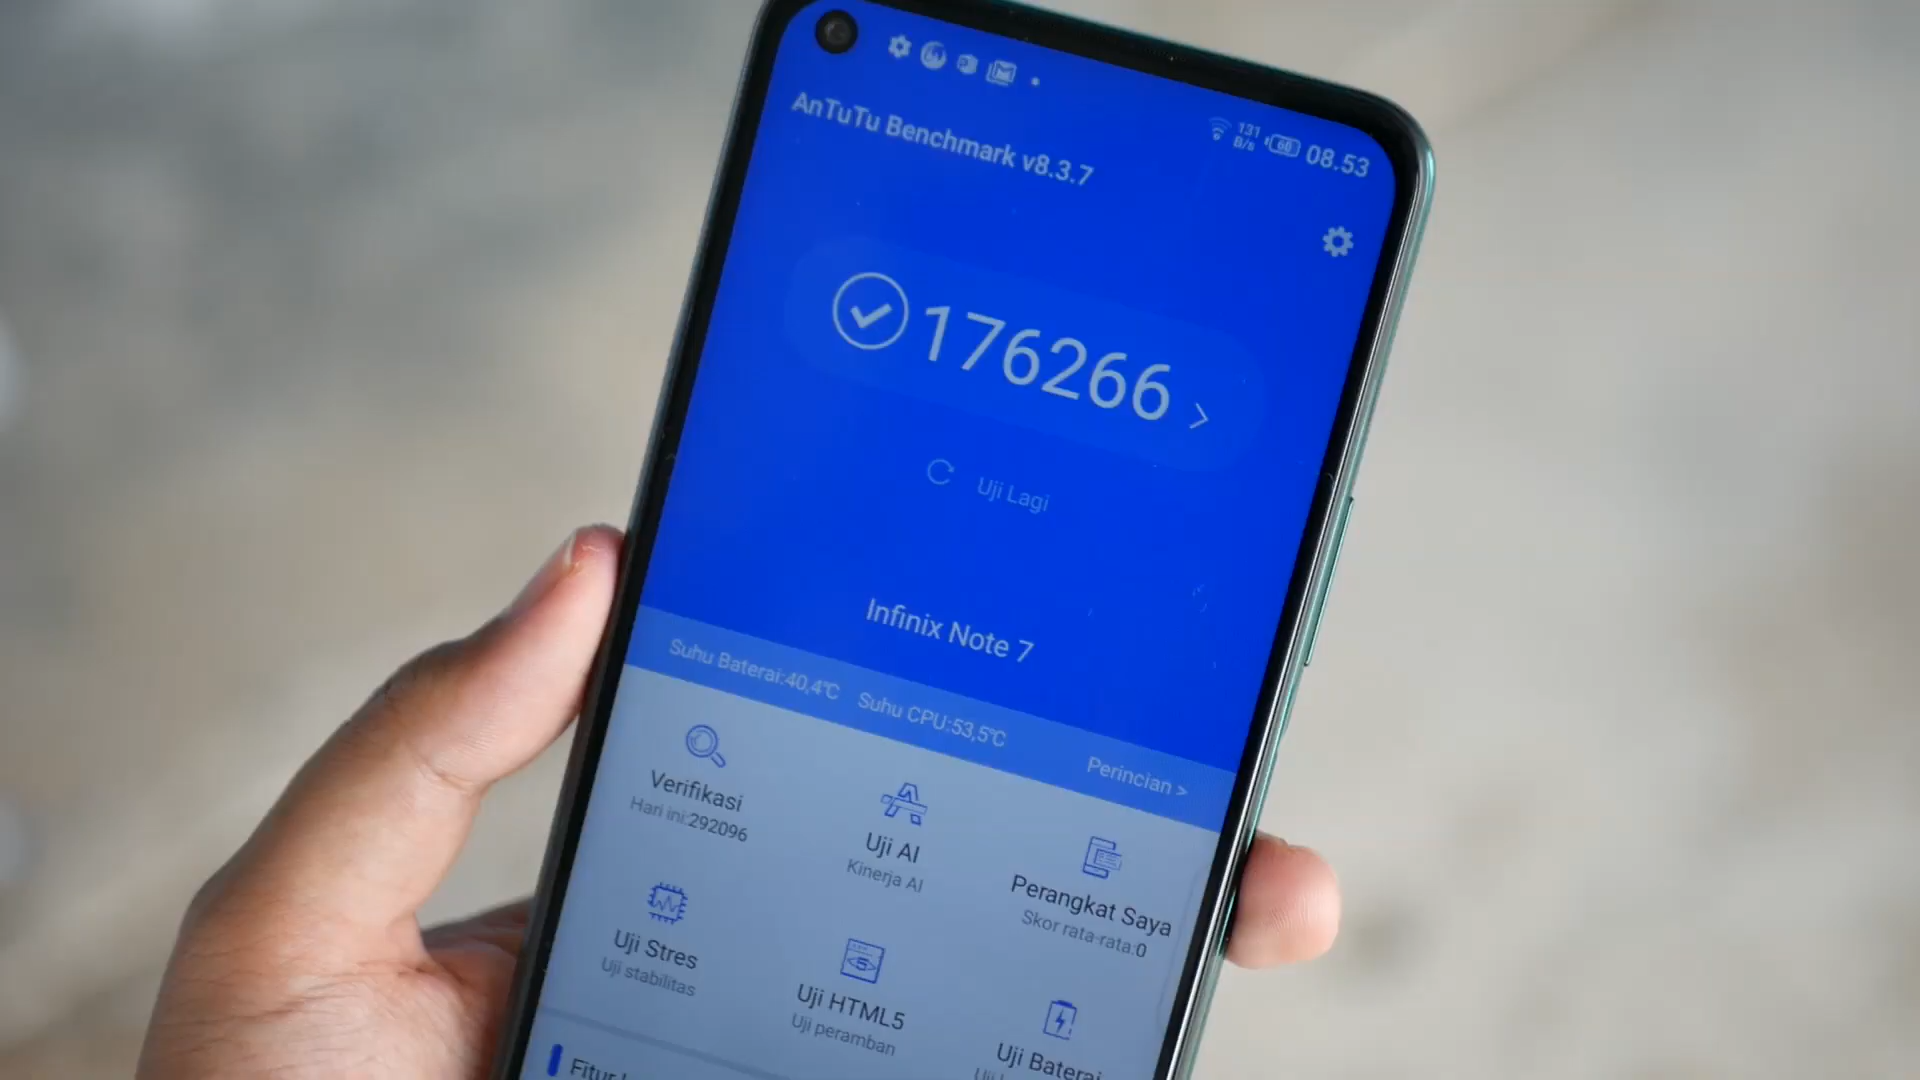 131
B/s
60
08.53
AnTuTu Benchmark v8.3.7
176266
Uji Lagi
Infinix Note 7
Suhu Baterai:40,4℃ Suhu CPU:53,5℃ Perincian >
Verifikasi
Hari ini:292096
Uji AI
Kinerja AI
Perangkat Saya
Skor rata-rata:0
Uji Stres
Uji stabilitas
Uji HTML5
Uji peramban
Uji Baterai
Fitur